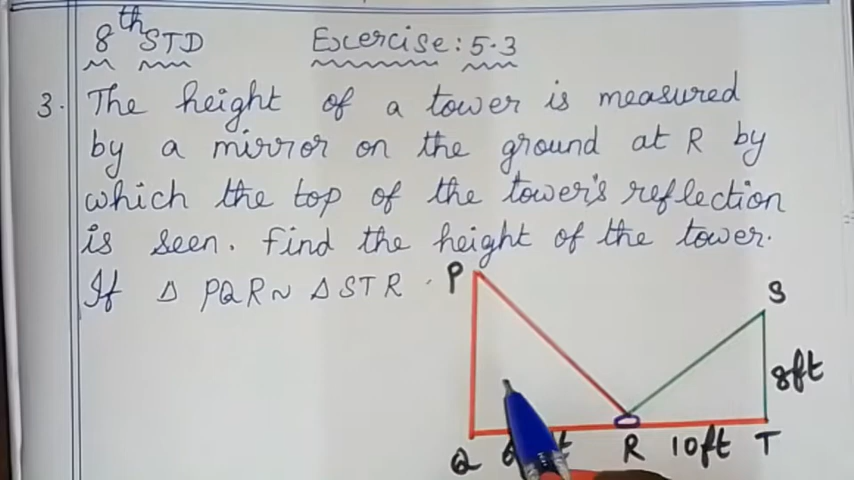 8th STD Excercise: 5.3
3. The height of a tower is measured
by a mirror on the ground at R by
which the top of the tower's reflection
is seen. Find the height of the tower.
If Δ PQR ~ Δ STR.
P
S
8ft
Q R 10ft T